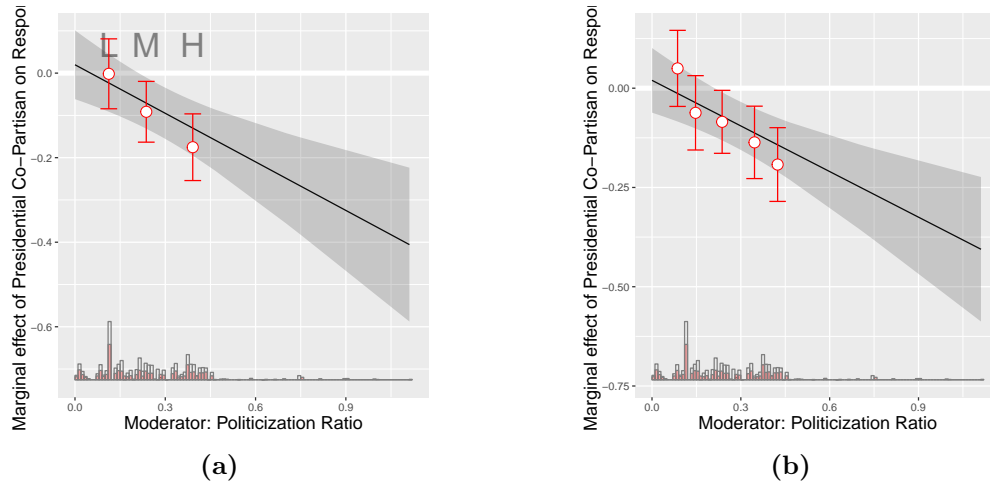 Marginal effect of Presidential Co−Partisan on
L M H
0.0
−0.2
−0.4
−0.6
0.0 0.3 0.6 0.9
Moderator: Politicization Ratio
(a)
Marginal effect of Presidential Co−Partisan on
0.00
−0.25
−0.50
−0.75
0.0 0.3 0.6 0.9
Moderator: Politicization Ratio
(b)